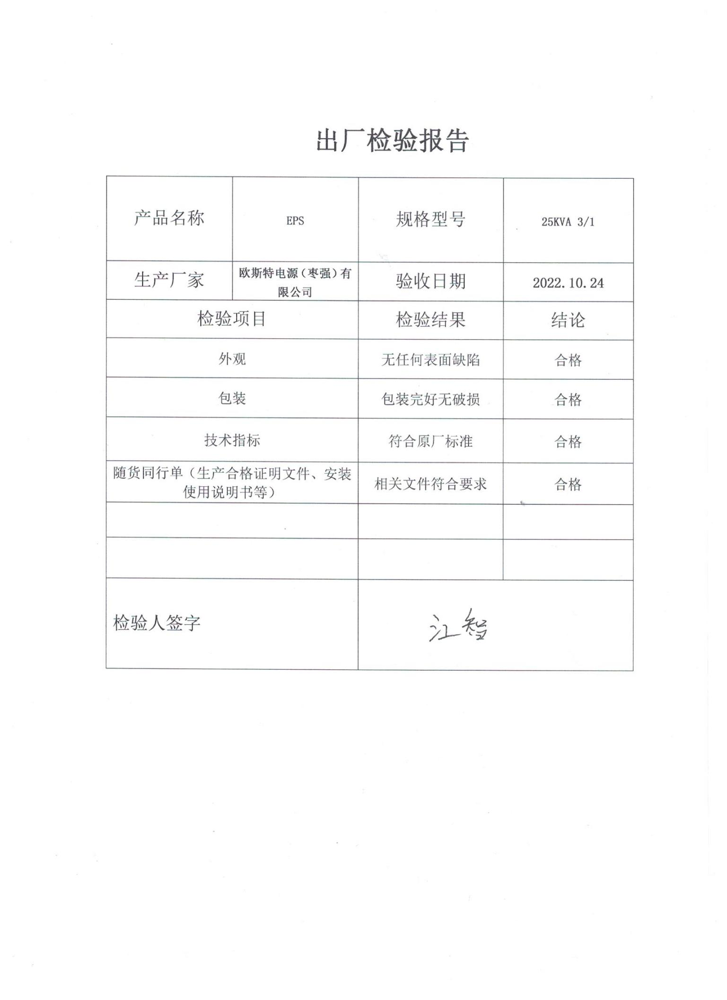 出厂检验报告
产品名称 EPS 规格型号 25KVA 3/1
生产厂家 欧斯特电源（枣强）有 验收日期 2022.10.24
限公司
检验项目 检验结果 结论
外观 无任何表面缺陷 合格
包装 包装完好无破损 合格
技术指标 符合原厂标准 合格
随货同行单（生产合格证明文件、安装 相关文件符合要求 合格
使用说明书等）
检验人签字 江智